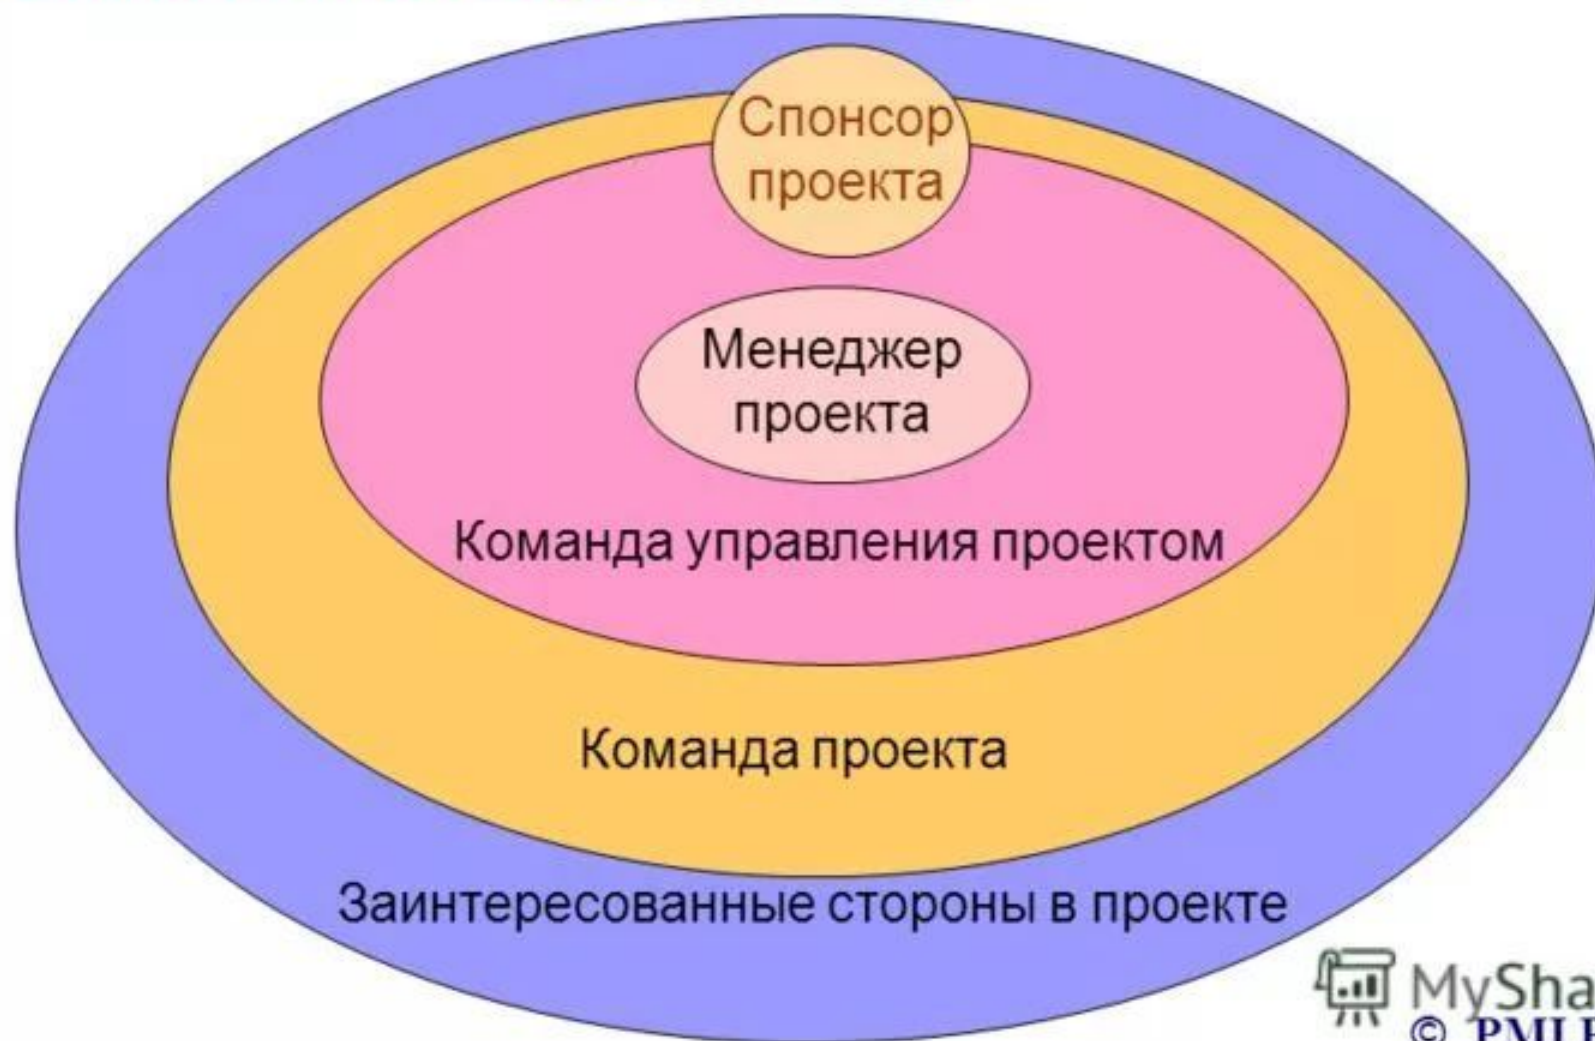 Спонсор
проекта
Менеджер
проекта
Команда управления проектом
Команда проекта
Заинтересованные стороны в проекте
MySha
©